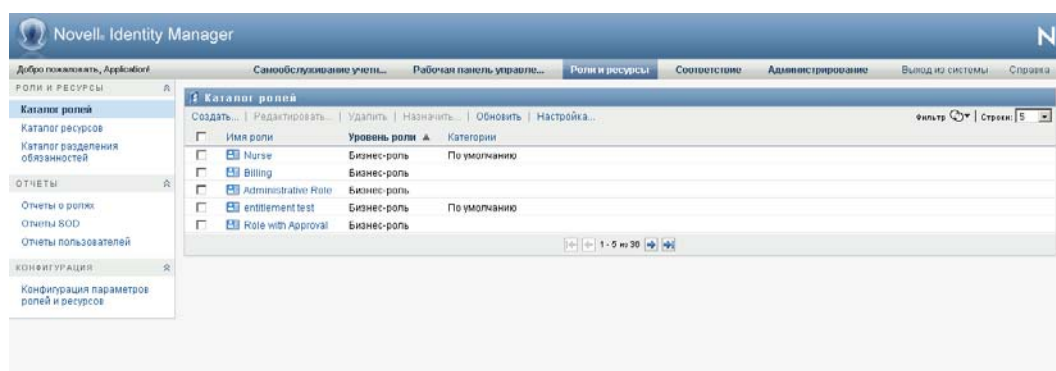 Novell® Identity Manager
N
Добро пожаловать, Application!
Самообслуживание учетн... Рабочая панель управле... Роли и ресурсы Соответствие Администрирование Выход из системы Справка
РОЛИ И РЕСУРСЫ
Каталог ролей
Каталог ресурсов
Каталог разделения
обязанностей
ОТЧЕТЫ
Отчеты о ролях
Отчеты SOD
Отчеты пользователей
КОНФИГУРАЦИЯ
Конфигурация параметров
ролей и ресурсов
Каталог ролей
Создать... | Редактировать... | Удалить | Назначить... | Обновить | Настройка...
Фильтр | Строки: 5
Имя роли Уровень роли Категории
Nurse Бизнес-роль По умолчанию
Billing Бизнес-роль
Administrative Role Бизнес-роль
entitlement test Бизнес-роль По умолчанию
Role with Approval Бизнес-роль
1 - 5 из 30